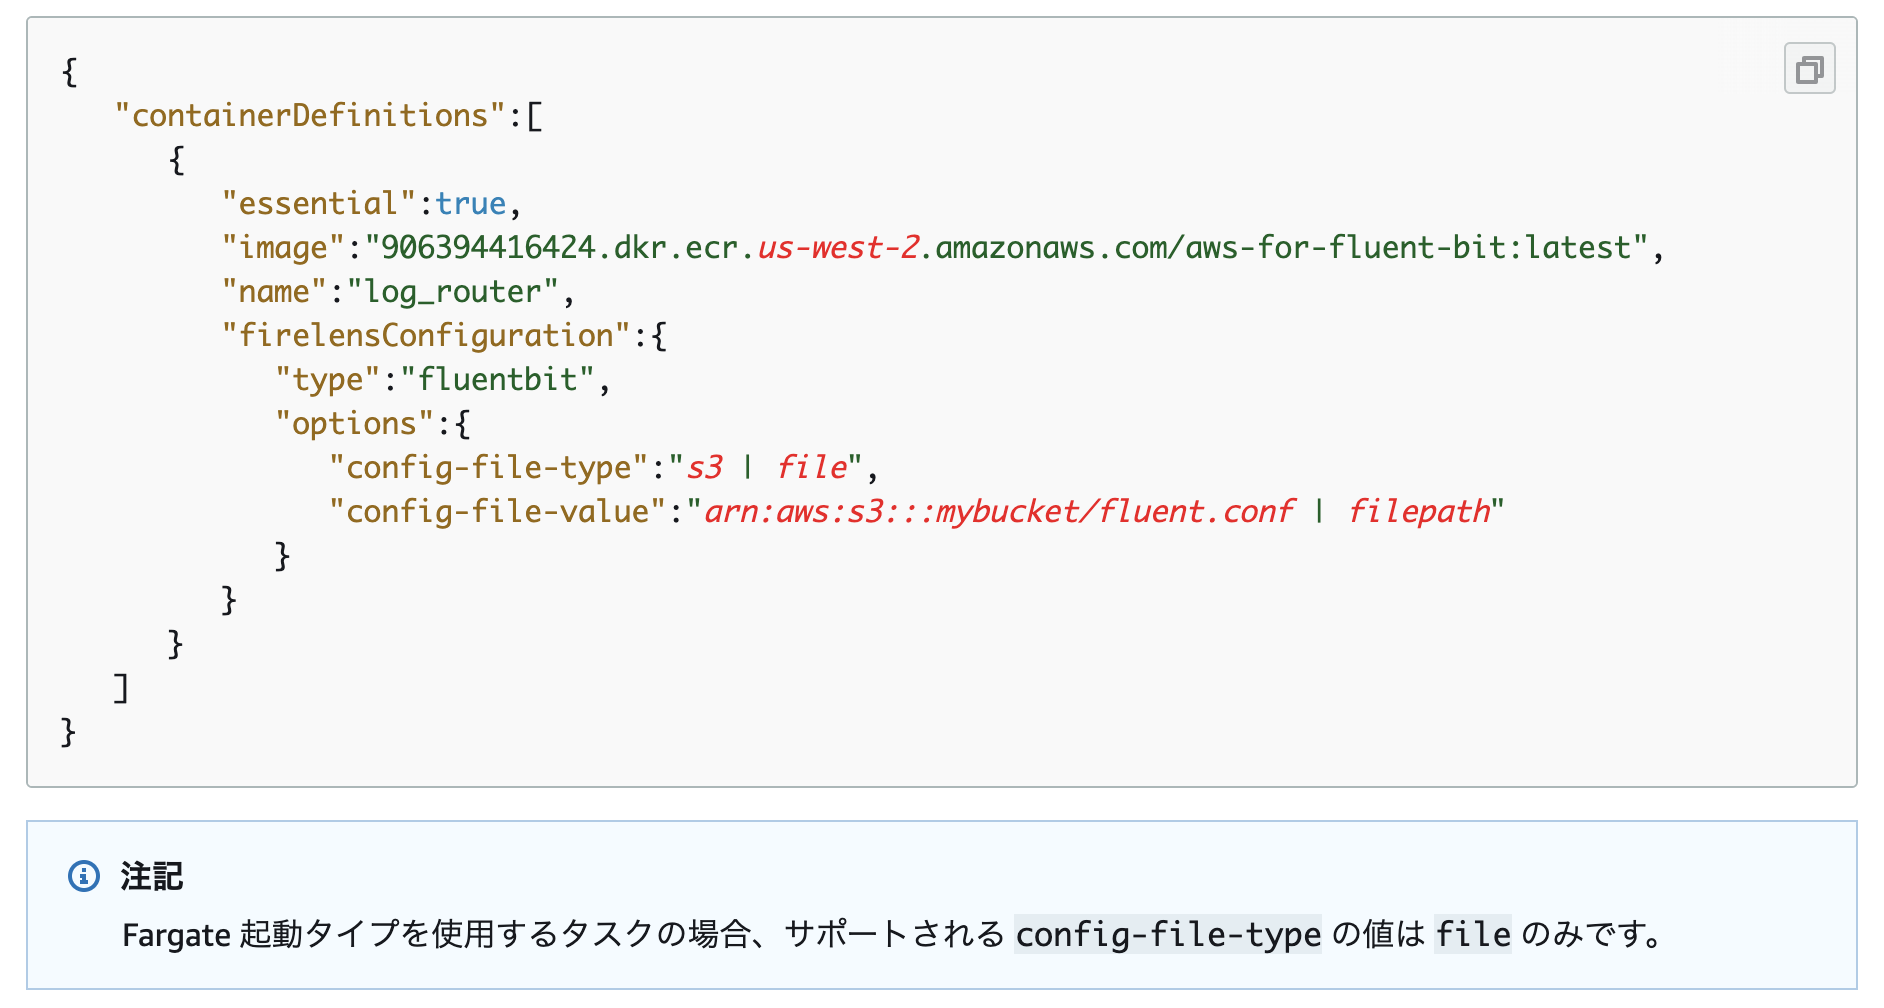 {
"containerDefinitions":[
{
"essential":true,
"image":"906394416424.dkr.ecr.us-west-2.amazonaws.com/aws-for-fluent-bit:latest",
"name":"log_router",
"firelensConfiguration":{
"type":"fluentbit",
"options":{
"config-file-type":"s3 | file",
"config-file-value":"arn:aws:s3:::mybucket/fluent.conf | filepath"
}
}
}
]
}
注記
Fargate 起動タイプを使用するタスクの場合、サポートされる config-file-type の値は file のみです。